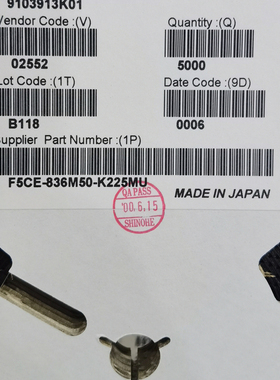 9103913K01
Vendor Code :(V)
Quantity :(Q)
02552
5000
Lot Code :(1T)
Date Code :(9D)
B118
0006
Supplier Part Number :(1P)
F5CE-836M50-K225MU
QA PASS
'00.6.15
SHINOHE
MADE IN JAPAN